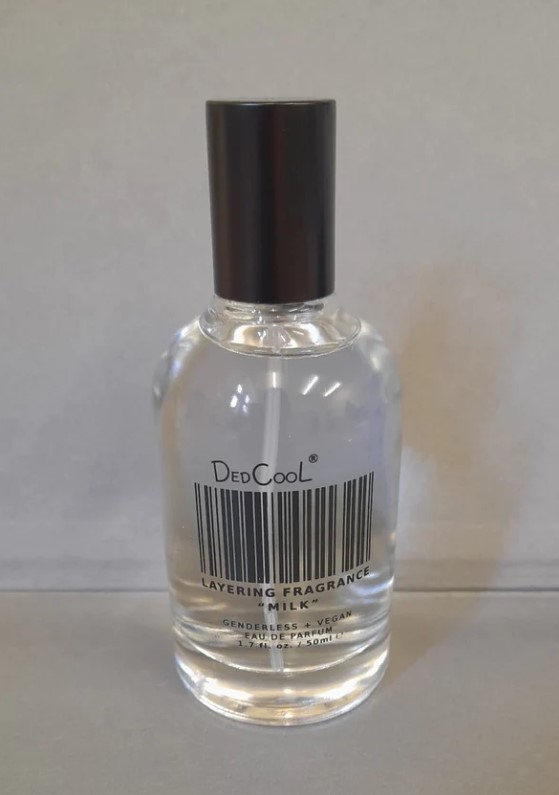 DEDCOOL®
LAYERING FRAGRANCE
"MILK"
GENDERLESS + VEGAN
EAU DE PARFUM
1.7 fl. oz. / 50ml ℮